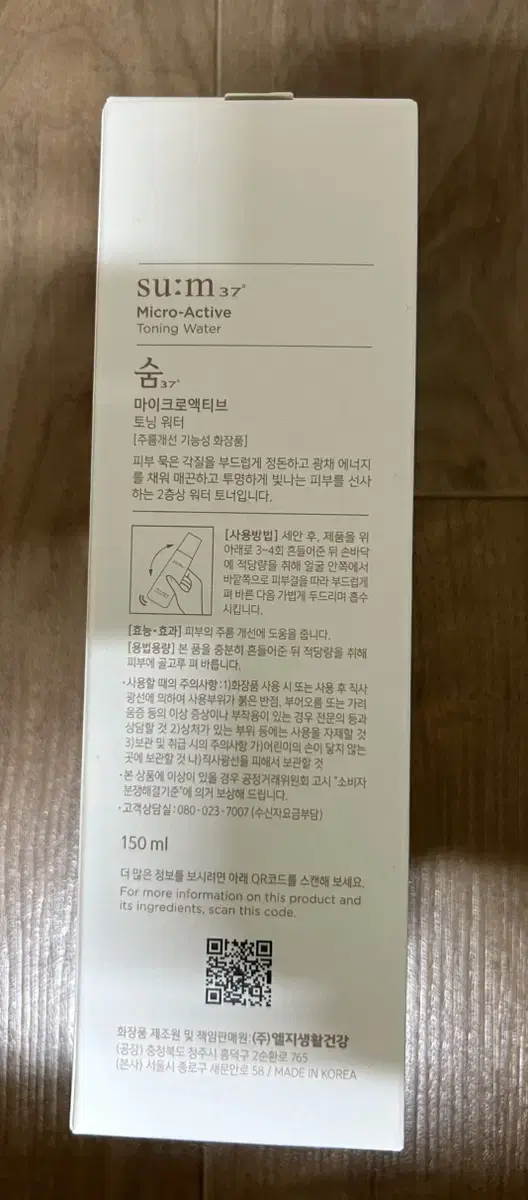 su:m37°
Micro-Active
Toning Water
숨37°
마이크로액티브
토닝 워터
[주름개선 기능성 화장품]
피부 묵은 각질을 부드럽게 정돈하고 광채 에너지
를 채워 매끈하고 투명하게 빛나는 피부를 선사
하는 2층상 워터 토너입니다.
[사용방법] 세안 후, 제품을 위
아래로 3~4회 흔들어준 뒤 손바닥
에 적당량을 취해 얼굴 안쪽에서
바깥쪽으로 피부결을 따라 부드럽게
펴 바른 다음 가볍게 두드리며 흡수
시킵니다.
[효능•효과] 피부의 주름 개선에 도움을 줍니다.
[용법용량] 본 품을 충분히 흔들어준 뒤 적당량을 취해
피부에 골고루 펴 바릅니다.
·사용할 때의 주의사항 : 1)화장품 사용 시 또는 사용 후 직사
광선에 의하여 사용부위가 붉은 반점, 부어오름 또는 가려
움증 등의 이상 증상이나 부작용이 있는 경우 전문의 등과
상담할 것 2)상처가 있는 부위 등에는 사용을 자제할 것
3)보관 및 취급 시의 주의사항 가)어린이의 손이 닿지 않는
곳에 보관할 것 나)직사광선을 피해서 보관할 것
·본 상품에 이상이 있을 경우 공정거래위원회 고시 "소비자
분쟁해결기준"에 의거 보상해 드립니다.
·고객상담실 : 080-023-7007 (수신자요금부담)
150 ml
더 많은 정보를 보시려면 아래 QR코드를 스캔해 보세요.
For more information on this product and
its ingredients, scan this code.
화장품 제조원 및 책임판매원: (주)엘지생활건강
(공장) 충청북도 청주시 흥덕구 2순환로 765
(본사) 서울시 종로구 새문안로 58 / MADE IN KOREA